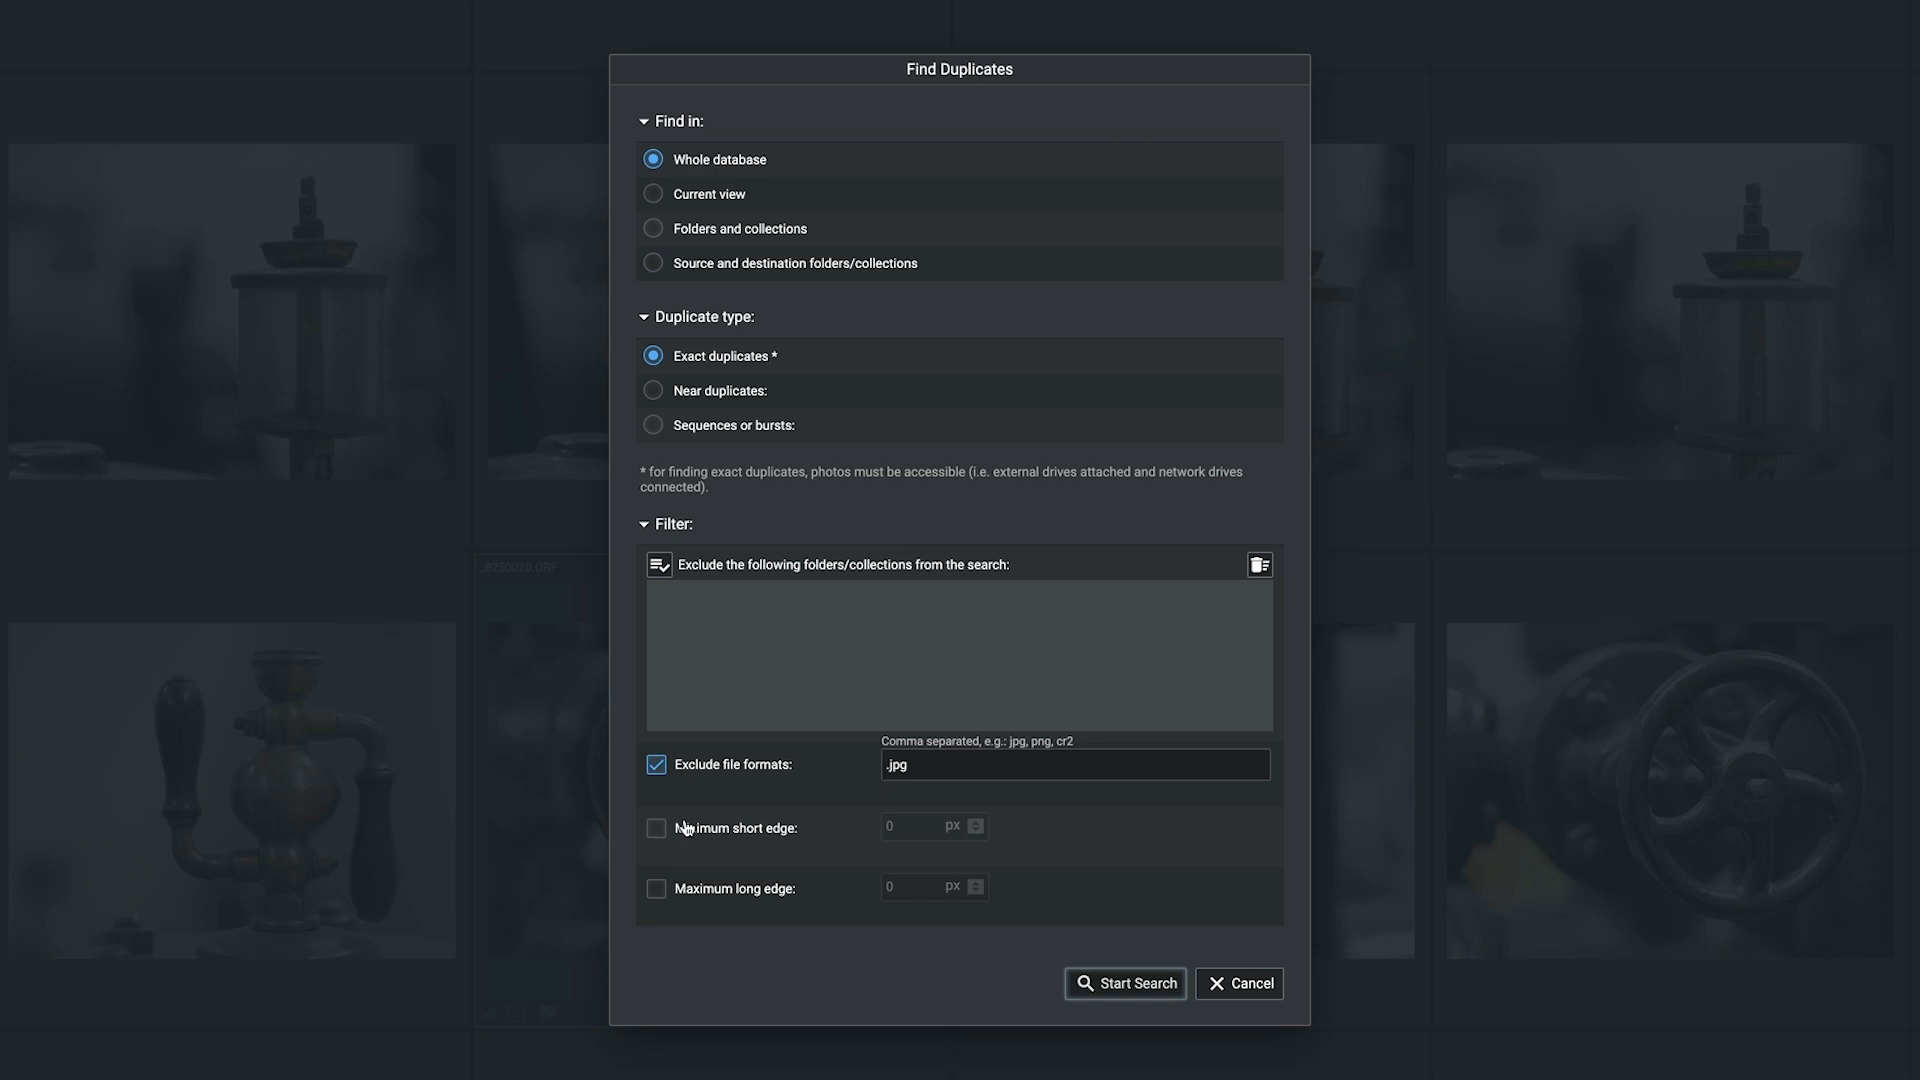 Find Duplicates
Find in:
Whole database
Current view
Folders and collections
Source and destination folders/collections
Duplicate type:
Exact duplicates *
Near duplicates:
Sequences or bursts:
* for finding exact duplicates, photos must be accessible (i.e. external drives attached and network drives
connected).
Filter:
_B250020.ORF
Exclude the following folders/collections from the search:
Comma separated, e.g.: jpg, png, cr2
Exclude file formats: .jpg
Minimum short edge: 0 px
Maximum long edge: 0 px
Start Search Cancel